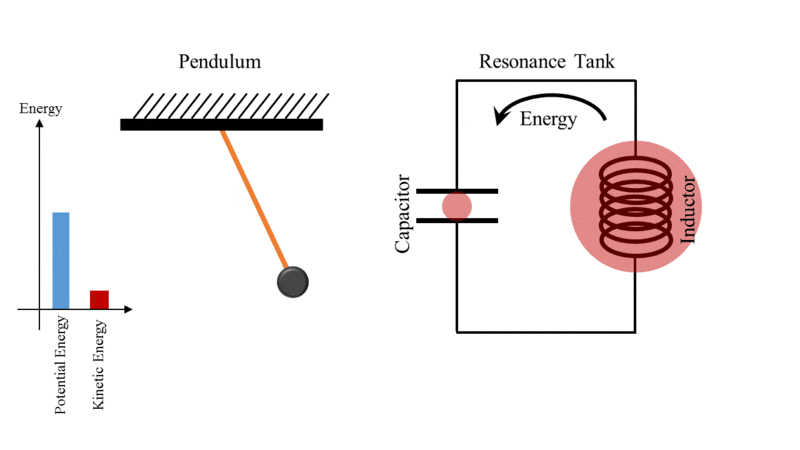 Pendulum
Resonance Tank
Energy
Energy
Capacitor
Inductor
Potential Energy
Kinetic Energy